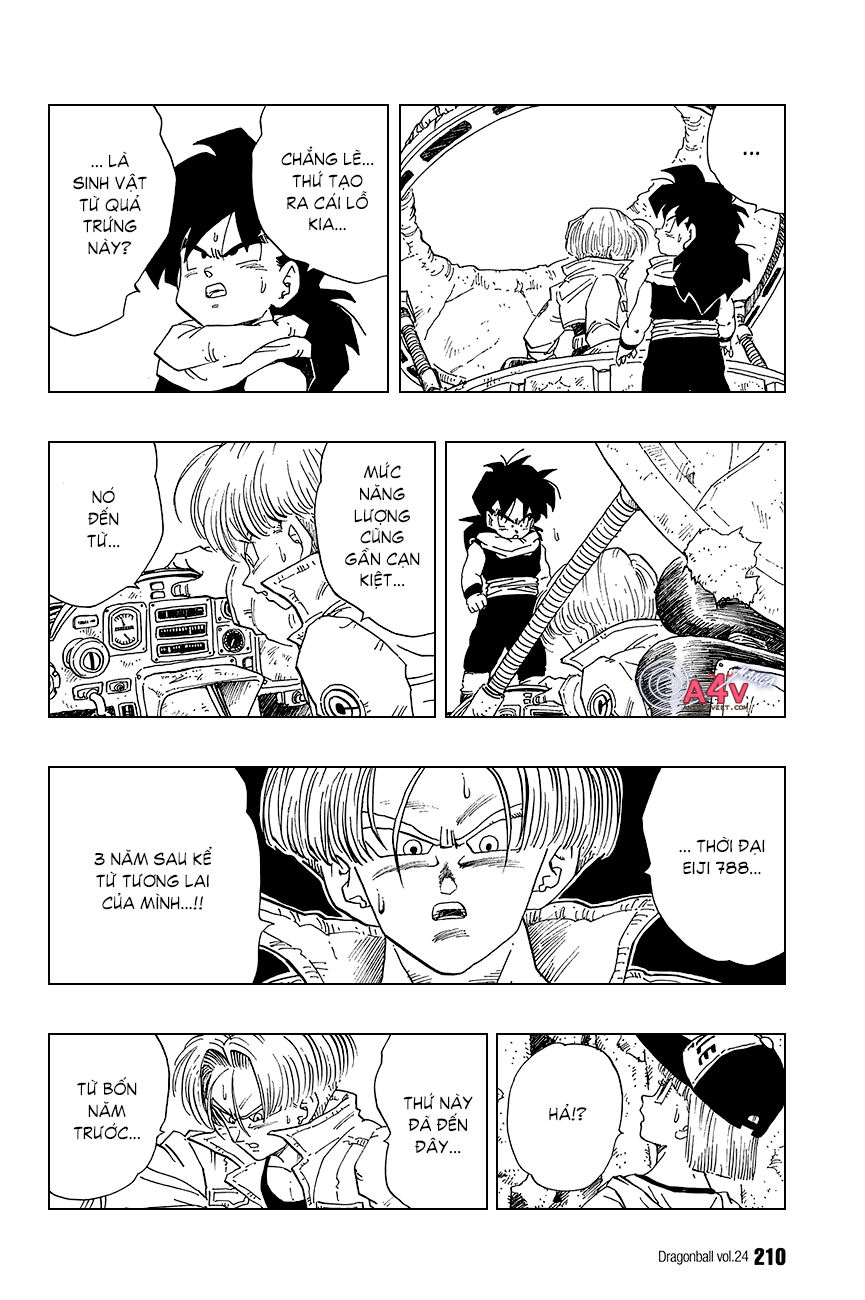 ...
CHẲNG LẼ...
THỨ TẠO
RA CÁI LỖ
KIA...
... LÀ
SINH VẬT
TỪ QUẢ
TRỨNG
NÀY?
A4V
MỨC
NĂNG
LƯỢNG
CŨNG
GẦN CẠN
KIỆT...
NÓ
ĐẾN
TỪ...
... THỜI ĐẠI
EIJI 788...
3 NĂM SAU KỂ
TỪ TƯƠNG LAI
CỦA MÌNH...!!
HẢ!?
THỨ NÀY
ĐÃ ĐẾN
ĐÂY...
TỪ BỐN
NĂM
TRƯỚC...
Dragonball vol.24 210